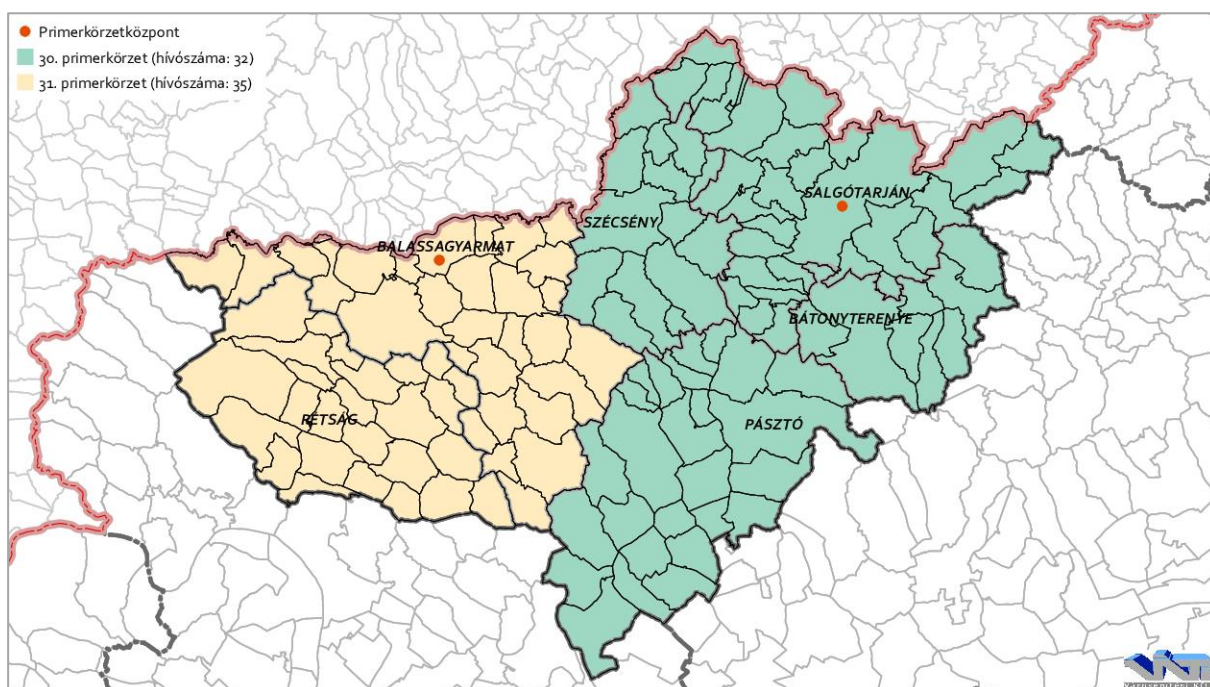 Primerkörzetközpont
30. primerkörzet (hívószáma: 32)
31. primerkörzet (hívószáma: 35)
SALGÓTARJÁN
SZÉCSÉNY
BALASSAGYARMAT
BÁTONYTERENYE
RÉTSÁG
PÁSZTÓ